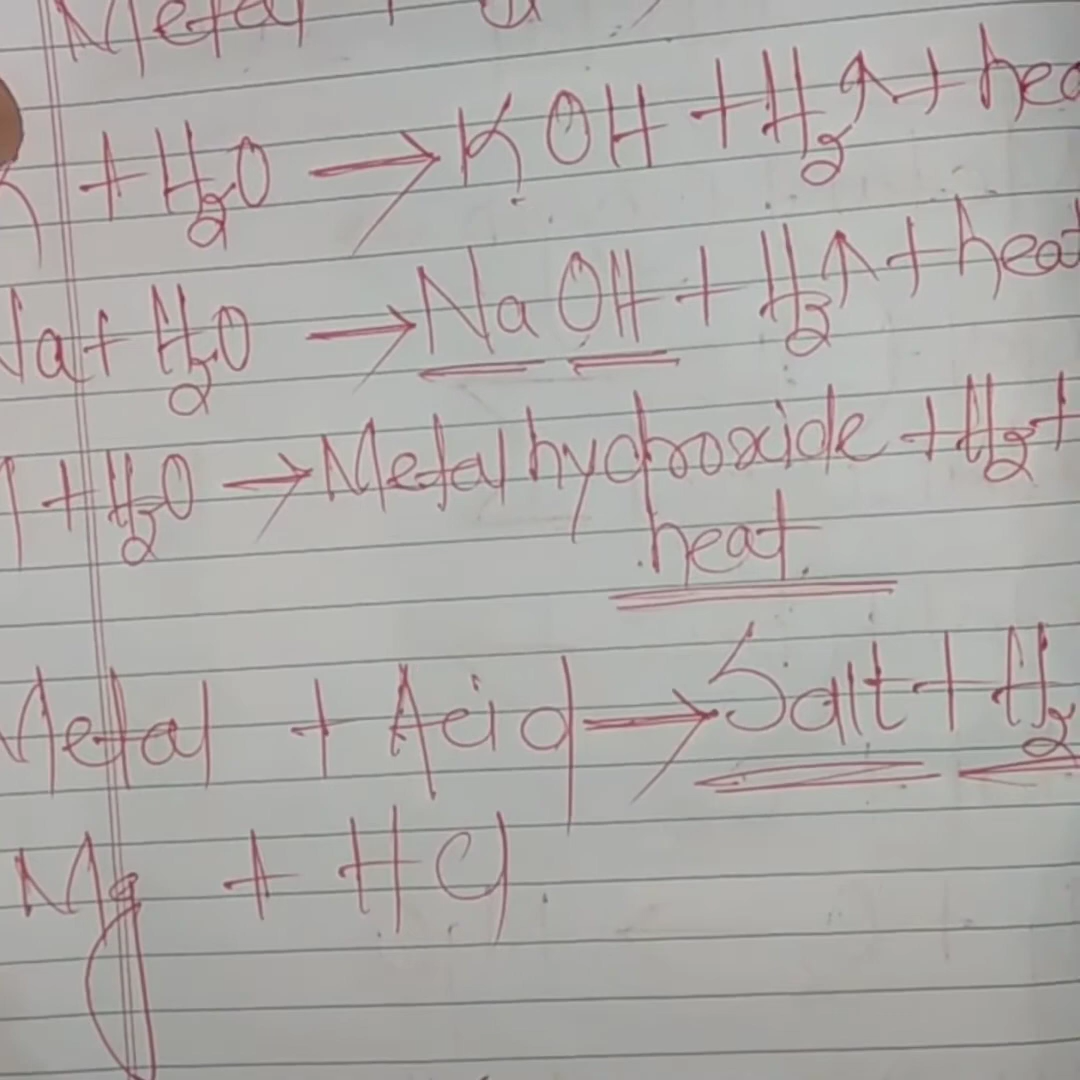 Metal +
K + H₂O → KOH + H₂↑ + hea
Na + H₂O → NaOH + H₂↑ + heat
+ H₂O → Metal hydroxide + H₂ +
heat
Metal + Acid → Salt + H₂
Mg + HCl